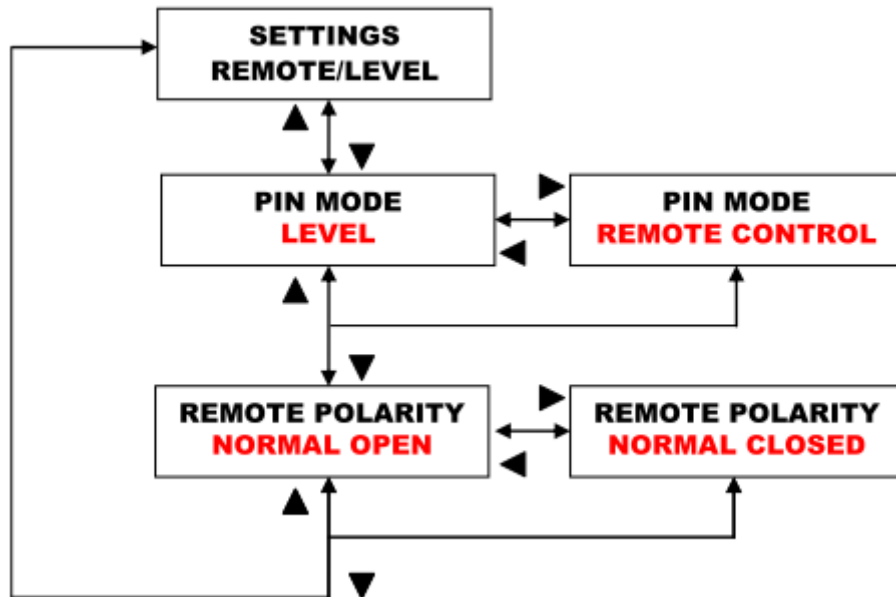 SETTINGS
REMOTE/LEVEL
PIN MODE
LEVEL
PIN MODE
REMOTE CONTROL
REMOTE POLARITY
NORMAL OPEN
REMOTE POLARITY
NORMAL CLOSED